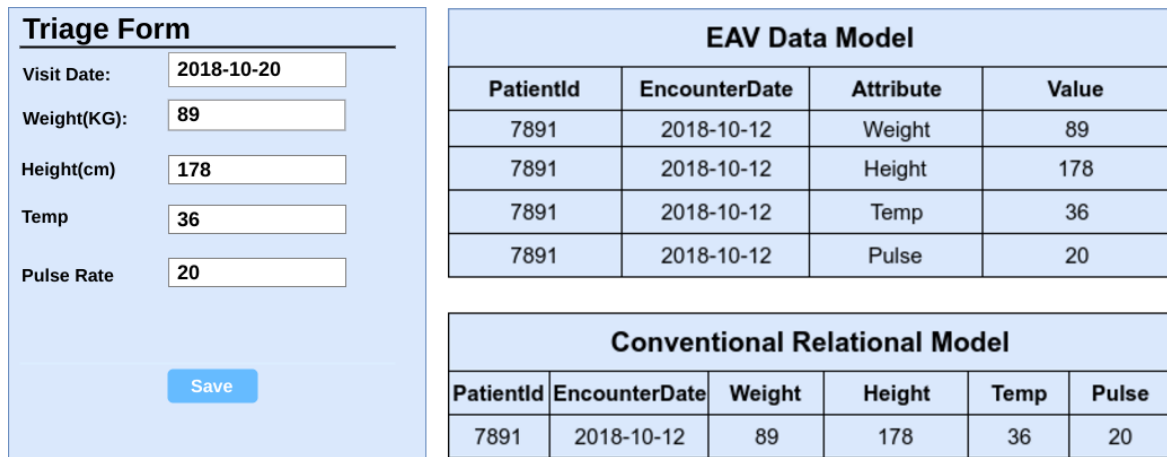 Triage Form
Visit Date: 2018-10-20
Weight(KG): 89
Height(cm) 178
Temp 36
Pulse Rate 20
Save
EAV Data Model
PatientId EncounterDate Attribute Value
7891 2018-10-12 Weight 89
7891 2018-10-12 Height 178
7891 2018-10-12 Temp 36
7891 2018-10-12 Pulse 20
Conventional Relational Model
PatientId EncounterDate Weight Height Temp Pulse
7891 2018-10-12 89 178 36 20